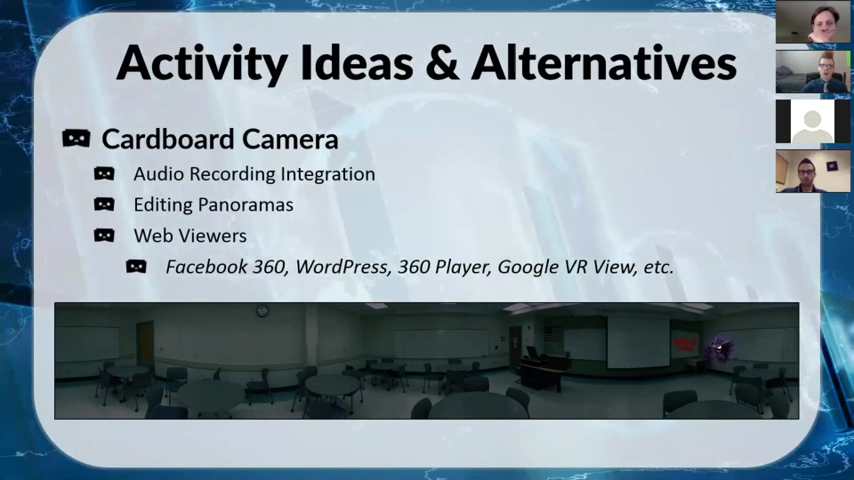 Activity Ideas & Alternatives
Cardboard Camera
Audio Recording Integration
Editing Panoramas
Web Viewers
Facebook 360, WordPress, 360 Player, Google VR View, etc.